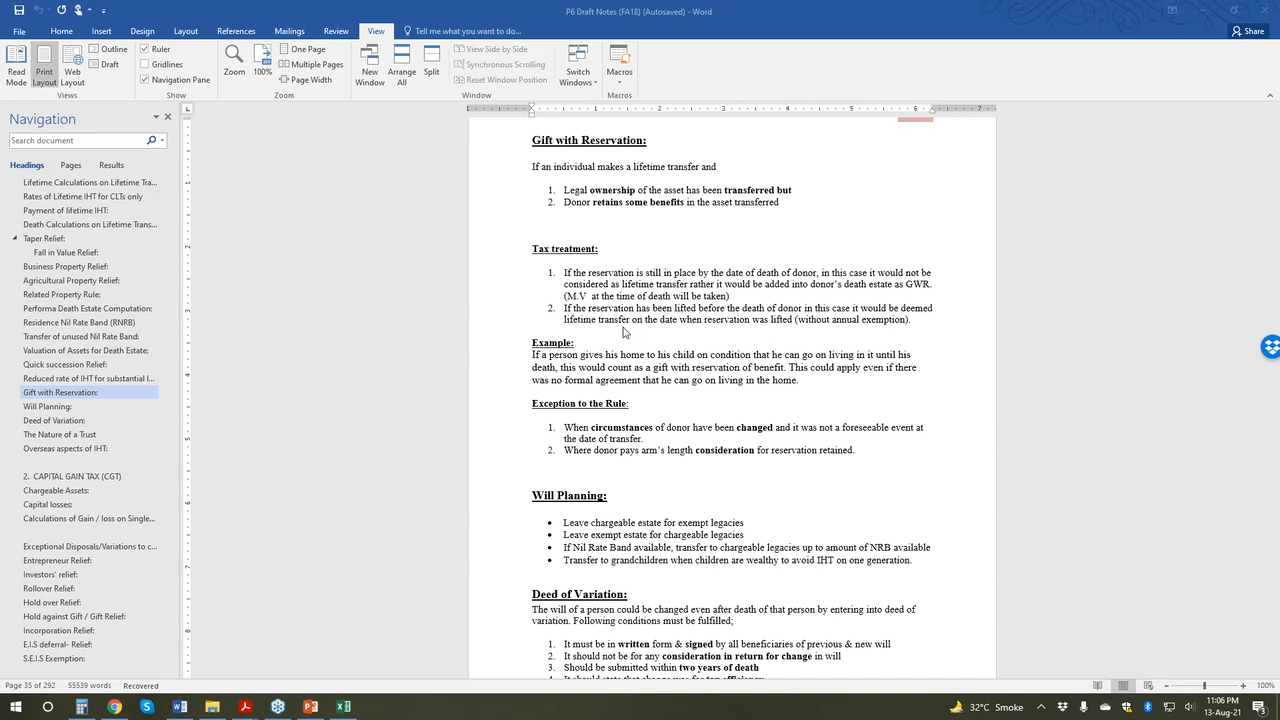 P6 Draft Notes (FA18) (Autosaved) - Word
File Home Insert Design Layout References Mailings Review View Tell me what you want to do... Share
Read Mode
Print Layout
Web Layout
Outline
Draft
Views
Ruler
Gridlines
Navigation Pane
Show
Zoom
100%
One Page
Multiple Pages
Page Width
Zoom
New Window
Arrange All
Split
View Side by Side
Synchronous Scrolling
Reset Window Position
Window
Switch Windows
Macros
Macros
Navigation
Search document
Headings Pages Results
Lifetime Calculations on Lifetime Tra...
Rates of Lifetime IHT for CLTs only
Payment of lifetime IHT:
Death Calculations on Lifetime Trans...
Taper Relief:
Fall in Value Relief:
Business Property Relief:
Agricultural Property Relief:
Related Property Rule:
Performa Death Estate Computation:
Residence Nil Rate Band (RNRB)
Transfer of unused Nil Rate Band:
Valuation of Assets for Death Estate:
Quick succession Relief:
Reduced rate of IHT for substantial l...
Gift with Reservation:
Will Planning:
Deed of Variation:
The Nature of a Trust
Overseas aspects of IHT:
2. CAPITAL GAIN TAX (CGT)
Chargeable Assets:
Capital losses:
Calculations of Gain / loss on Single...
Exceptional Disposals/Variations to c...
Entrepreneur Relief:
Investors' relief:
Rollover Relief:
Hold over Relief:
Hold against Gift / Gift Relief:
Incorporation Relief:
E.I.S deferral- Relief:
S.E.I.S Exemption:
Gift with Reservation:
If an individual makes a lifetime transfer and
1. Legal ownership of the asset has been transferred but
2. Donor retains some benefits in the asset transferred
Tax treatment:
1. If the reservation is still in place by the date of death of donor, in this case it would not be
considered as lifetime transfer rather it would be added into donor's death estate as GWR.
(M.V at the time of death will be taken)
2. If the reservation has been lifted before the death of donor in this case it would be deemed
lifetime transfer on the date when reservation was lifted (without annual exemption).
Example:
If a person gives his home to his child on condition that he can go on living in it until his
death, this would count as a gift with reservation of benefit. This could apply even if there
was no formal agreement that he can go on living in the home.
Exception to the Rule:
1. When circumstances of donor have been changed and it was not a foreseeable event at
the date of transfer.
2. Where donor pays arm's length consideration for reservation retained.
Will Planning:
• Leave chargeable estate for exempt legacies
• Leave exempt estate for chargeable legacies
• If Nil Rate Band available, transfer to chargeable legacies up to amount of NRB available
• Transfer to grandchildren when children are wealthy to avoid IHT on one generation.
Deed of Variation:
The will of a person could be changed even after death of that person by entering into deed of
variation. Following conditions must be fulfilled;
1. It must be in written form & signed by all beneficiaries of previous & new will
2. It should not be for any consideration in return for change in will
3. Should be submitted within two years of death
4. It should state that change was for tax efficiency
Page 35 of 292 55539 words Recovered
100%
32°C
11:06 PM
13-Aug-21